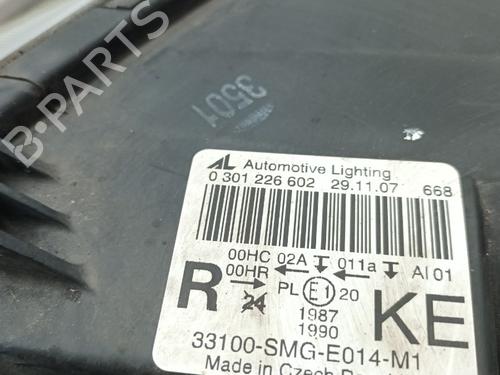 B-PARTS
3501
AL Automotive Lighting
0 301 226 602 29.11.07 668
00HC 02A 011a AI 01
R 00HR PL E1 20 KE
24
1987
1990
33100-SMG-E014-M1
Made in Czech